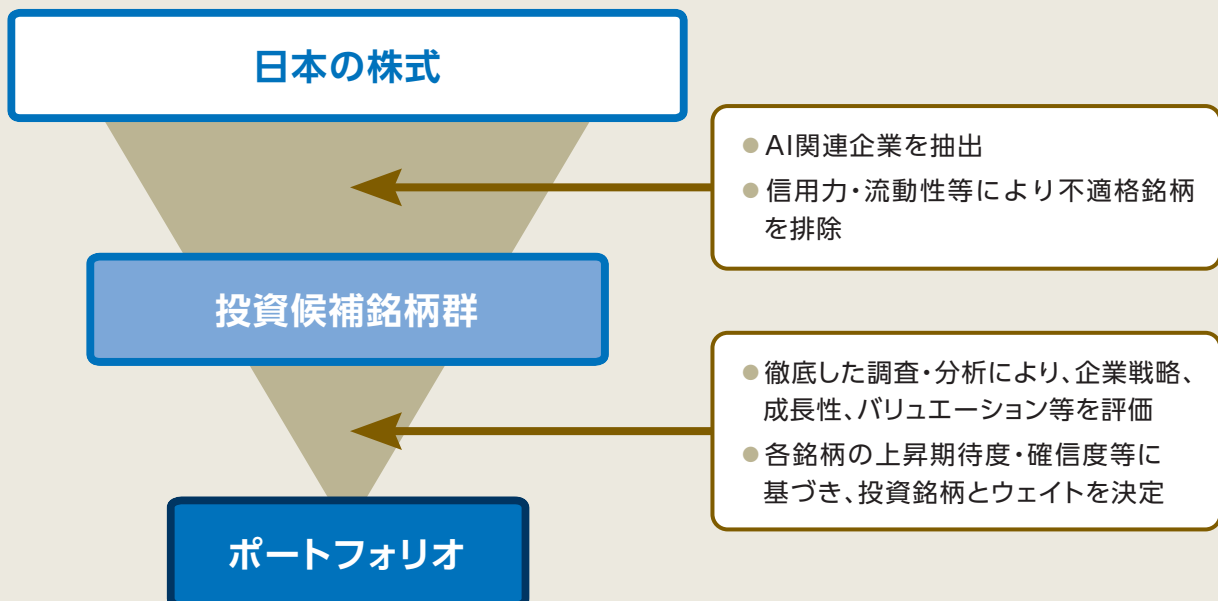 日本の株式
●AI関連企業を抽出
●信用力・流動性等により不適格銘柄
を排除
投資候補銘柄群
●徹底した調査・分析により、企業戦略、
成長性、バリュエーション等を評価
●各銘柄の上昇期待度・確信度等に
基づき、投資銘柄とウェイトを決定
ポートフォリオ